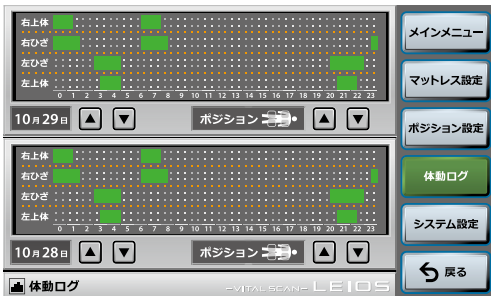 右上体
右ひざ
左ひざ
左上体
0 1 2 3 4 5 6 7 8 9 10 11 12 13 14 15 16 17 18 19 20 21 22 23
10月29日 ▲ ▼ ポジション ▲ ▼
右上体
右ひざ
左ひざ
左上体
0 1 2 3 4 5 6 7 8 9 10 11 12 13 14 15 16 17 18 19 20 21 22 23
10月28日 ▲ ▼ ポジション ▲ ▼
体動ログ
-VITAL SCAN- LEIOS
メインメニュー
マットレス設定
ポジション設定
体動ログ
システム設定
戻る